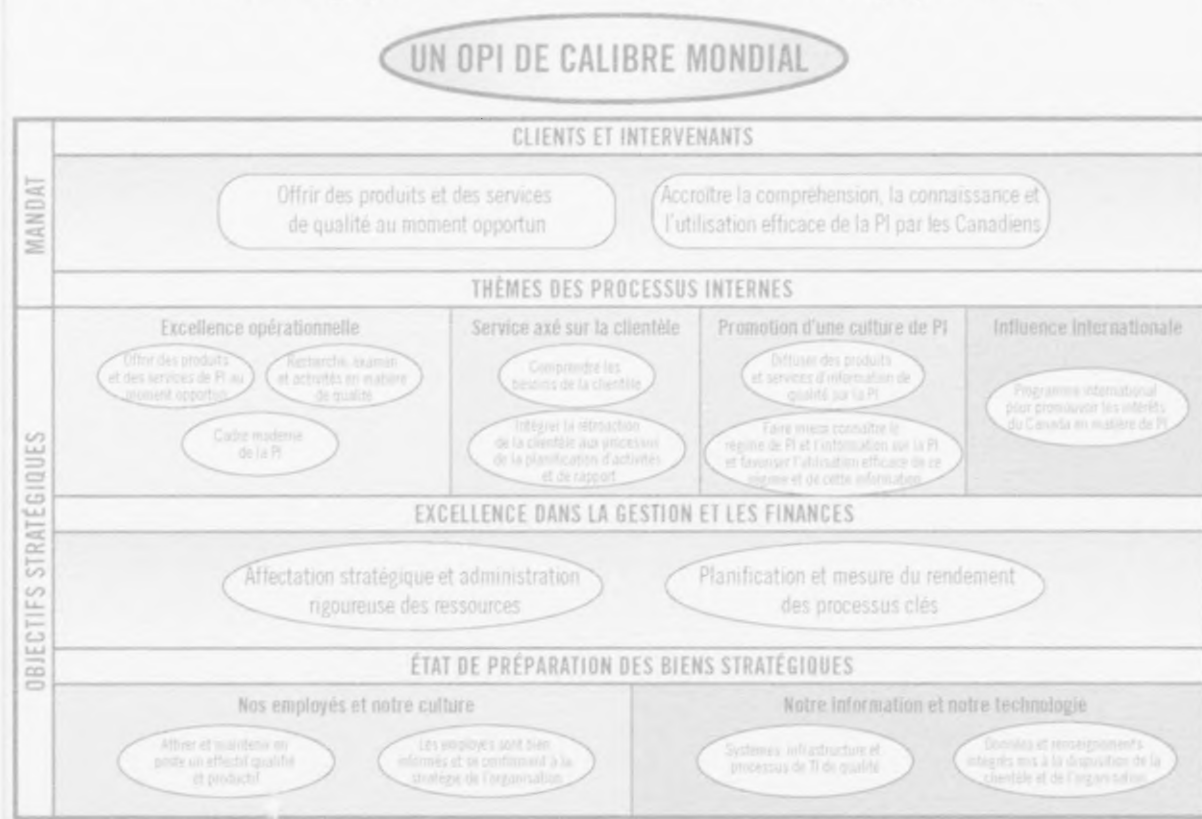 UN OPI DE CALIBRE MONDIAL
MANDAT
CLIENTS ET INTERVENANTS
Offrir des produits et des services
de qualité au moment opportun
Accroître la compréhension, la connaissance et
l'utilisation efficace de la PI par les Canadiens
THÈMES DES PROCESSUS INTERNES
OBJECTIFS STRATÉGIQUES
Excellence opérationnelle
Offrir des produits
et des services de PI au
moment opportun
Recherche, examen
et activités en matière
de qualité
Cadre moderne
de la PI
Service axé sur la clientèle
Comprendre les
besoins de la clientèle
Intégrer la rétroaction
de la clientèle aux processus
de la planification d'activités
et de rapport
Promotion d'une culture de PI
Diffuser des produits
et services d'information de
qualité sur la PI
Faire mieux connaître le
régime de PI et l'information sur la PI
et favoriser l'utilisation efficace de ce
régime et de cette information
Influence internationale
Programme international
pour promouvoir les intérêts
du Canada en matière de PI
EXCELLENCE DANS LA GESTION ET LES FINANCES
Affectation stratégique et administration
rigoureuse des ressources
Planification et mesure du rendement
des processus clés
ÉTAT DE PRÉPARATION DES BIENS STRATÉGIQUES
Nos employés et notre culture
Attirer et maintenir en
poste un effectif qualifié
et productif
Les employés sont bien
informés et se conforment à la
stratégie de l'organisation
Notre information et notre technologie
Systèmes, infrastructure et
processus de TI de qualité
Données et renseignements
intégrés mis à la disposition de la
clientèle et de l'organisation